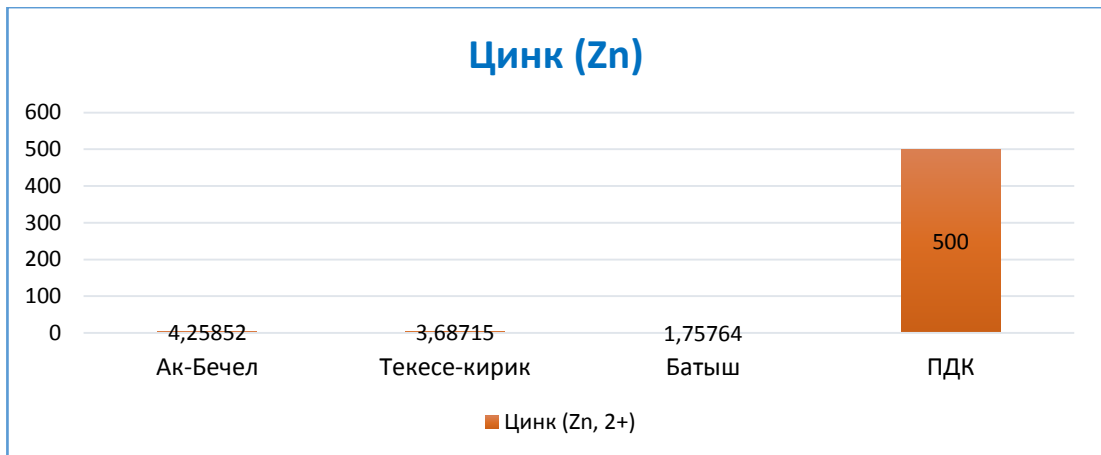 Цинк (Zn)
600
500
400
300
200
100
0
4,25852
3,68715
1,75764
500
Ак-Бечел
Текесе-кирик
Батыш
ПДК
Цинк (Zn, 2+)